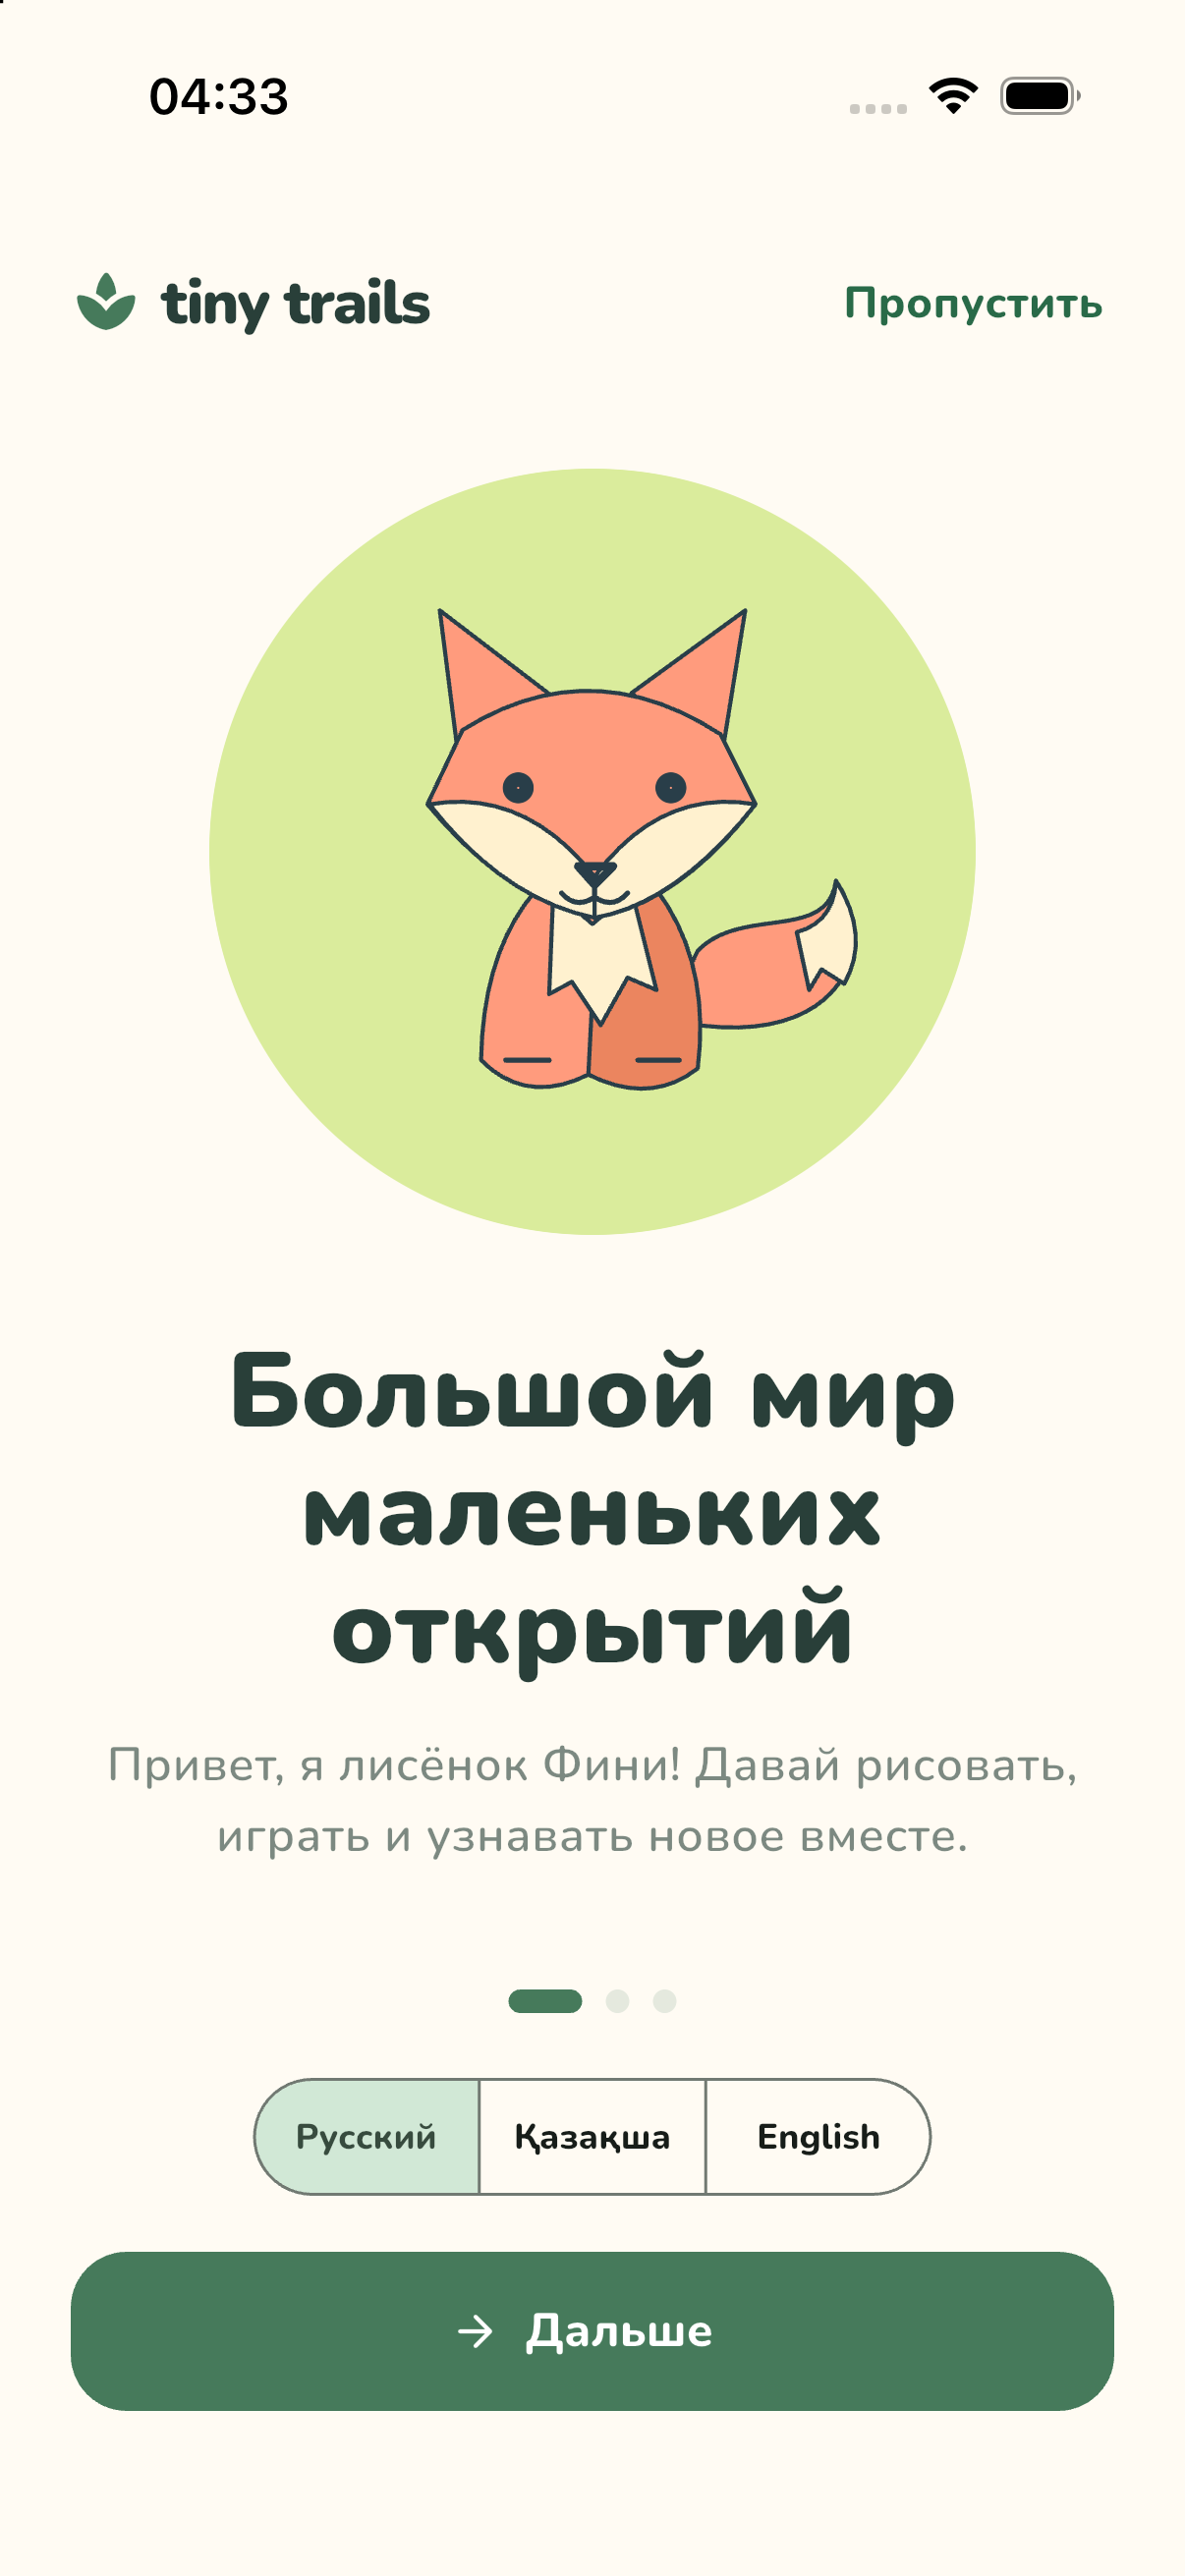 04:33
tiny trails
Пропустить
Большой мир
маленьких
открытий
Привет, я лисёнок Фини! Давай рисовать,
играть и узнавать новое вместе.
Русский
Қазақша
English
Дальше